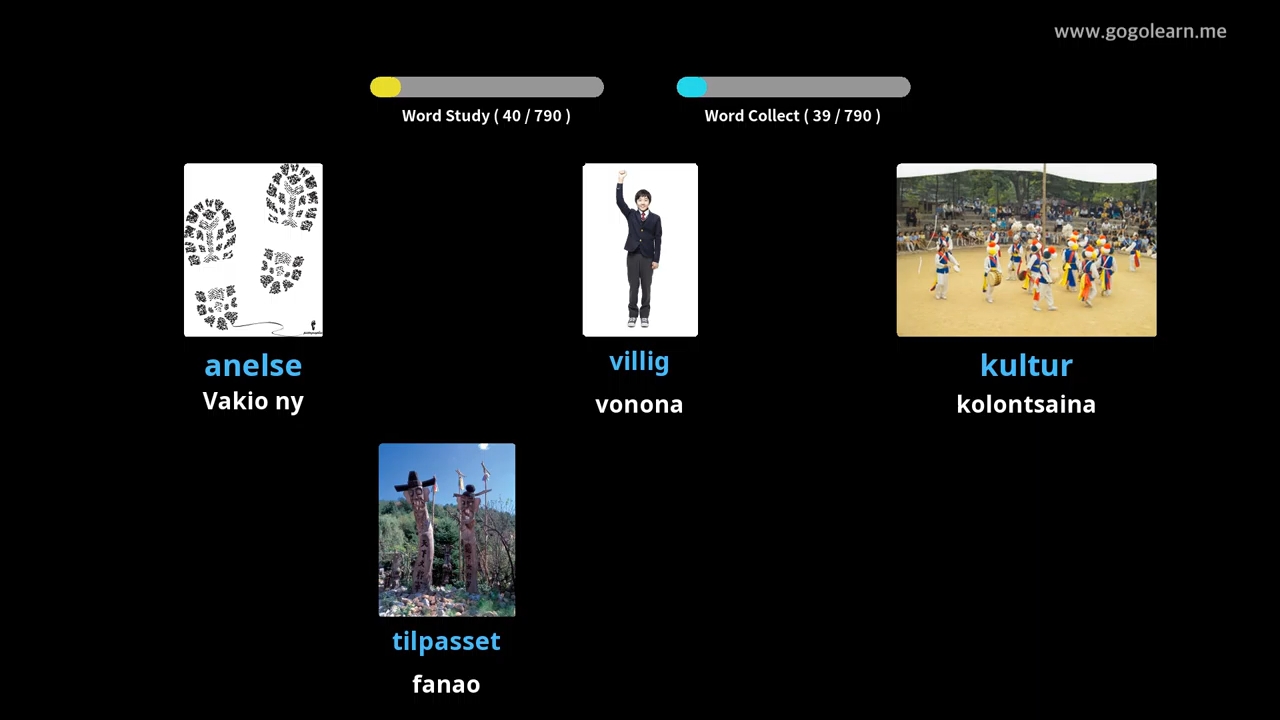 www.gogolearn.me
Word Study ( 40 / 790 )
Word Collect ( 39 / 790 )
anelse
Vakio ny
villig
vonona
kultur
kolontsaina
tilpasset
fanao